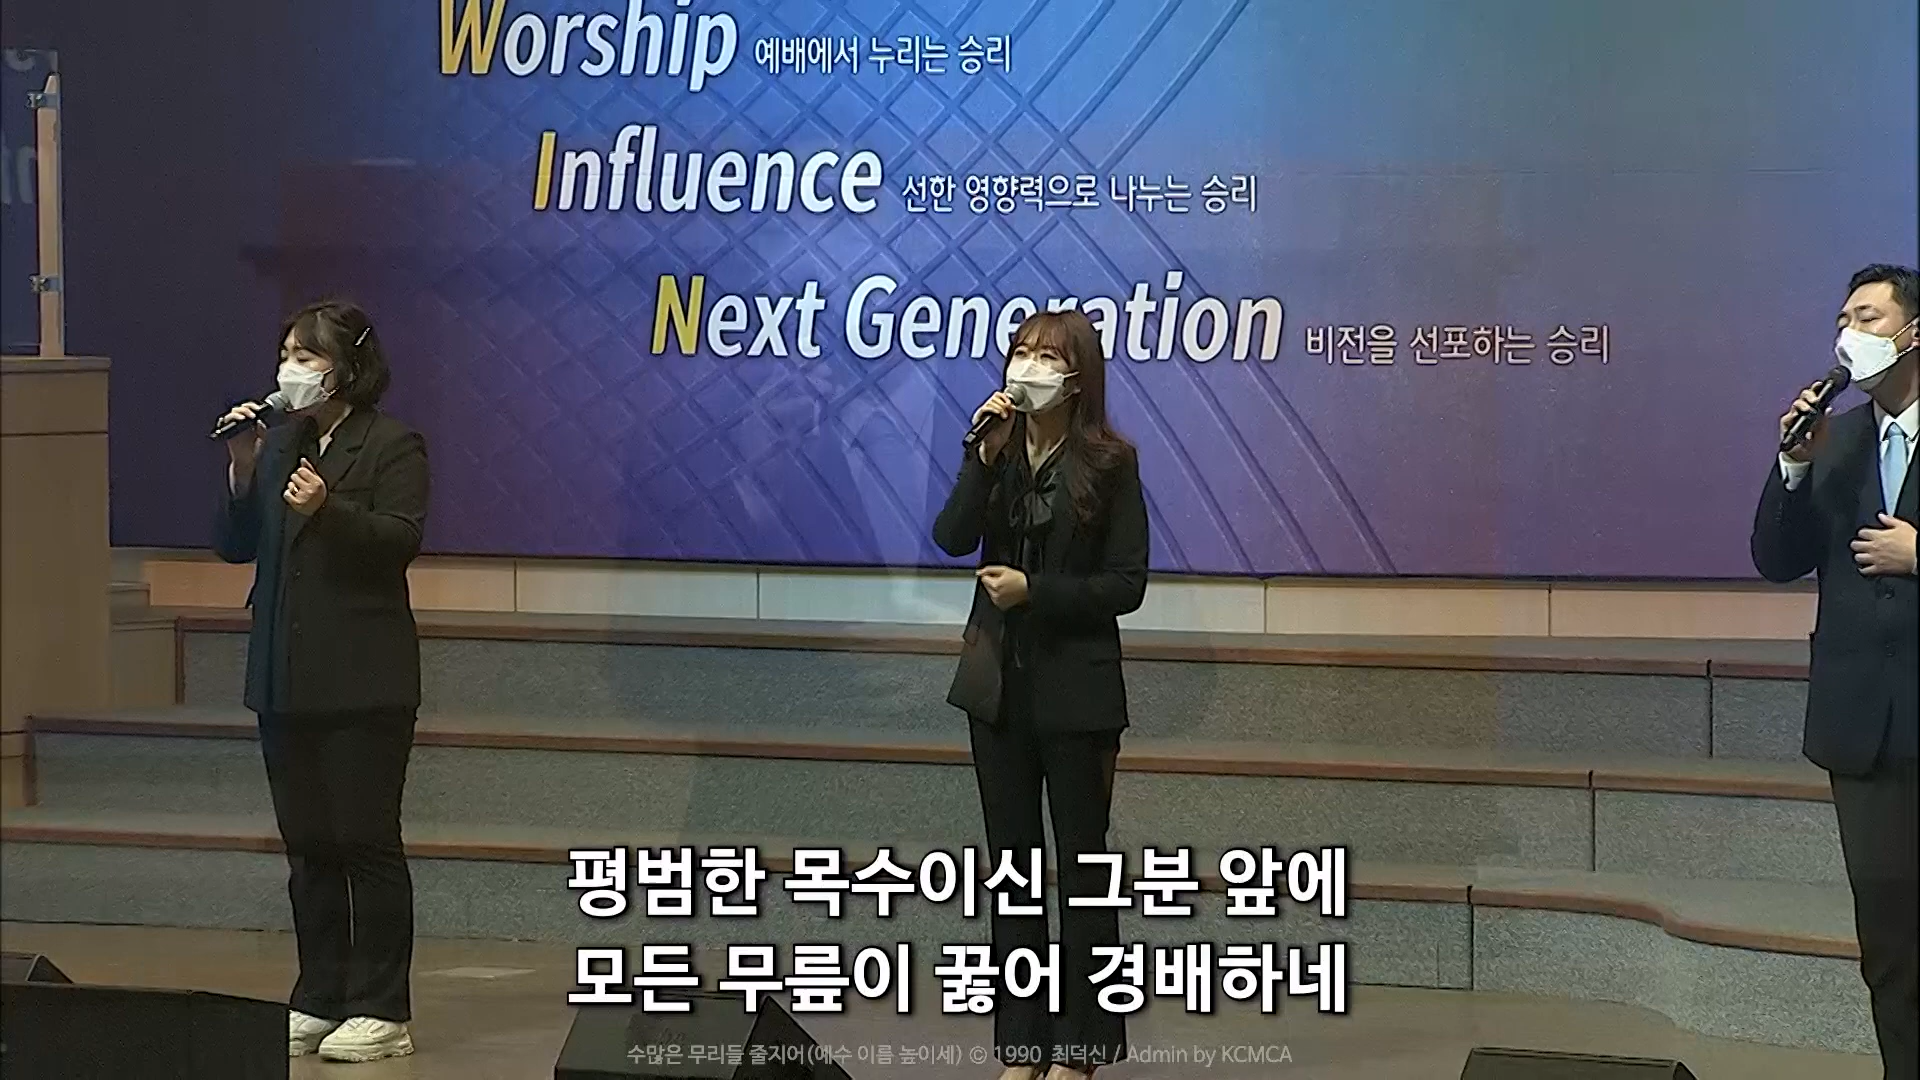 Worship 예배에서 누리는 승리
Influence 선한 영향력으로 나누는 승리
Next Generation 비전을 선포하는 승리
평범한 목수이신 그분 앞에
모든 무릎이 꿇어 경배하네
수많은 무리들 줄지어(예수 이름 높이세) © 1990 최덕신 / Admin by KCMCA